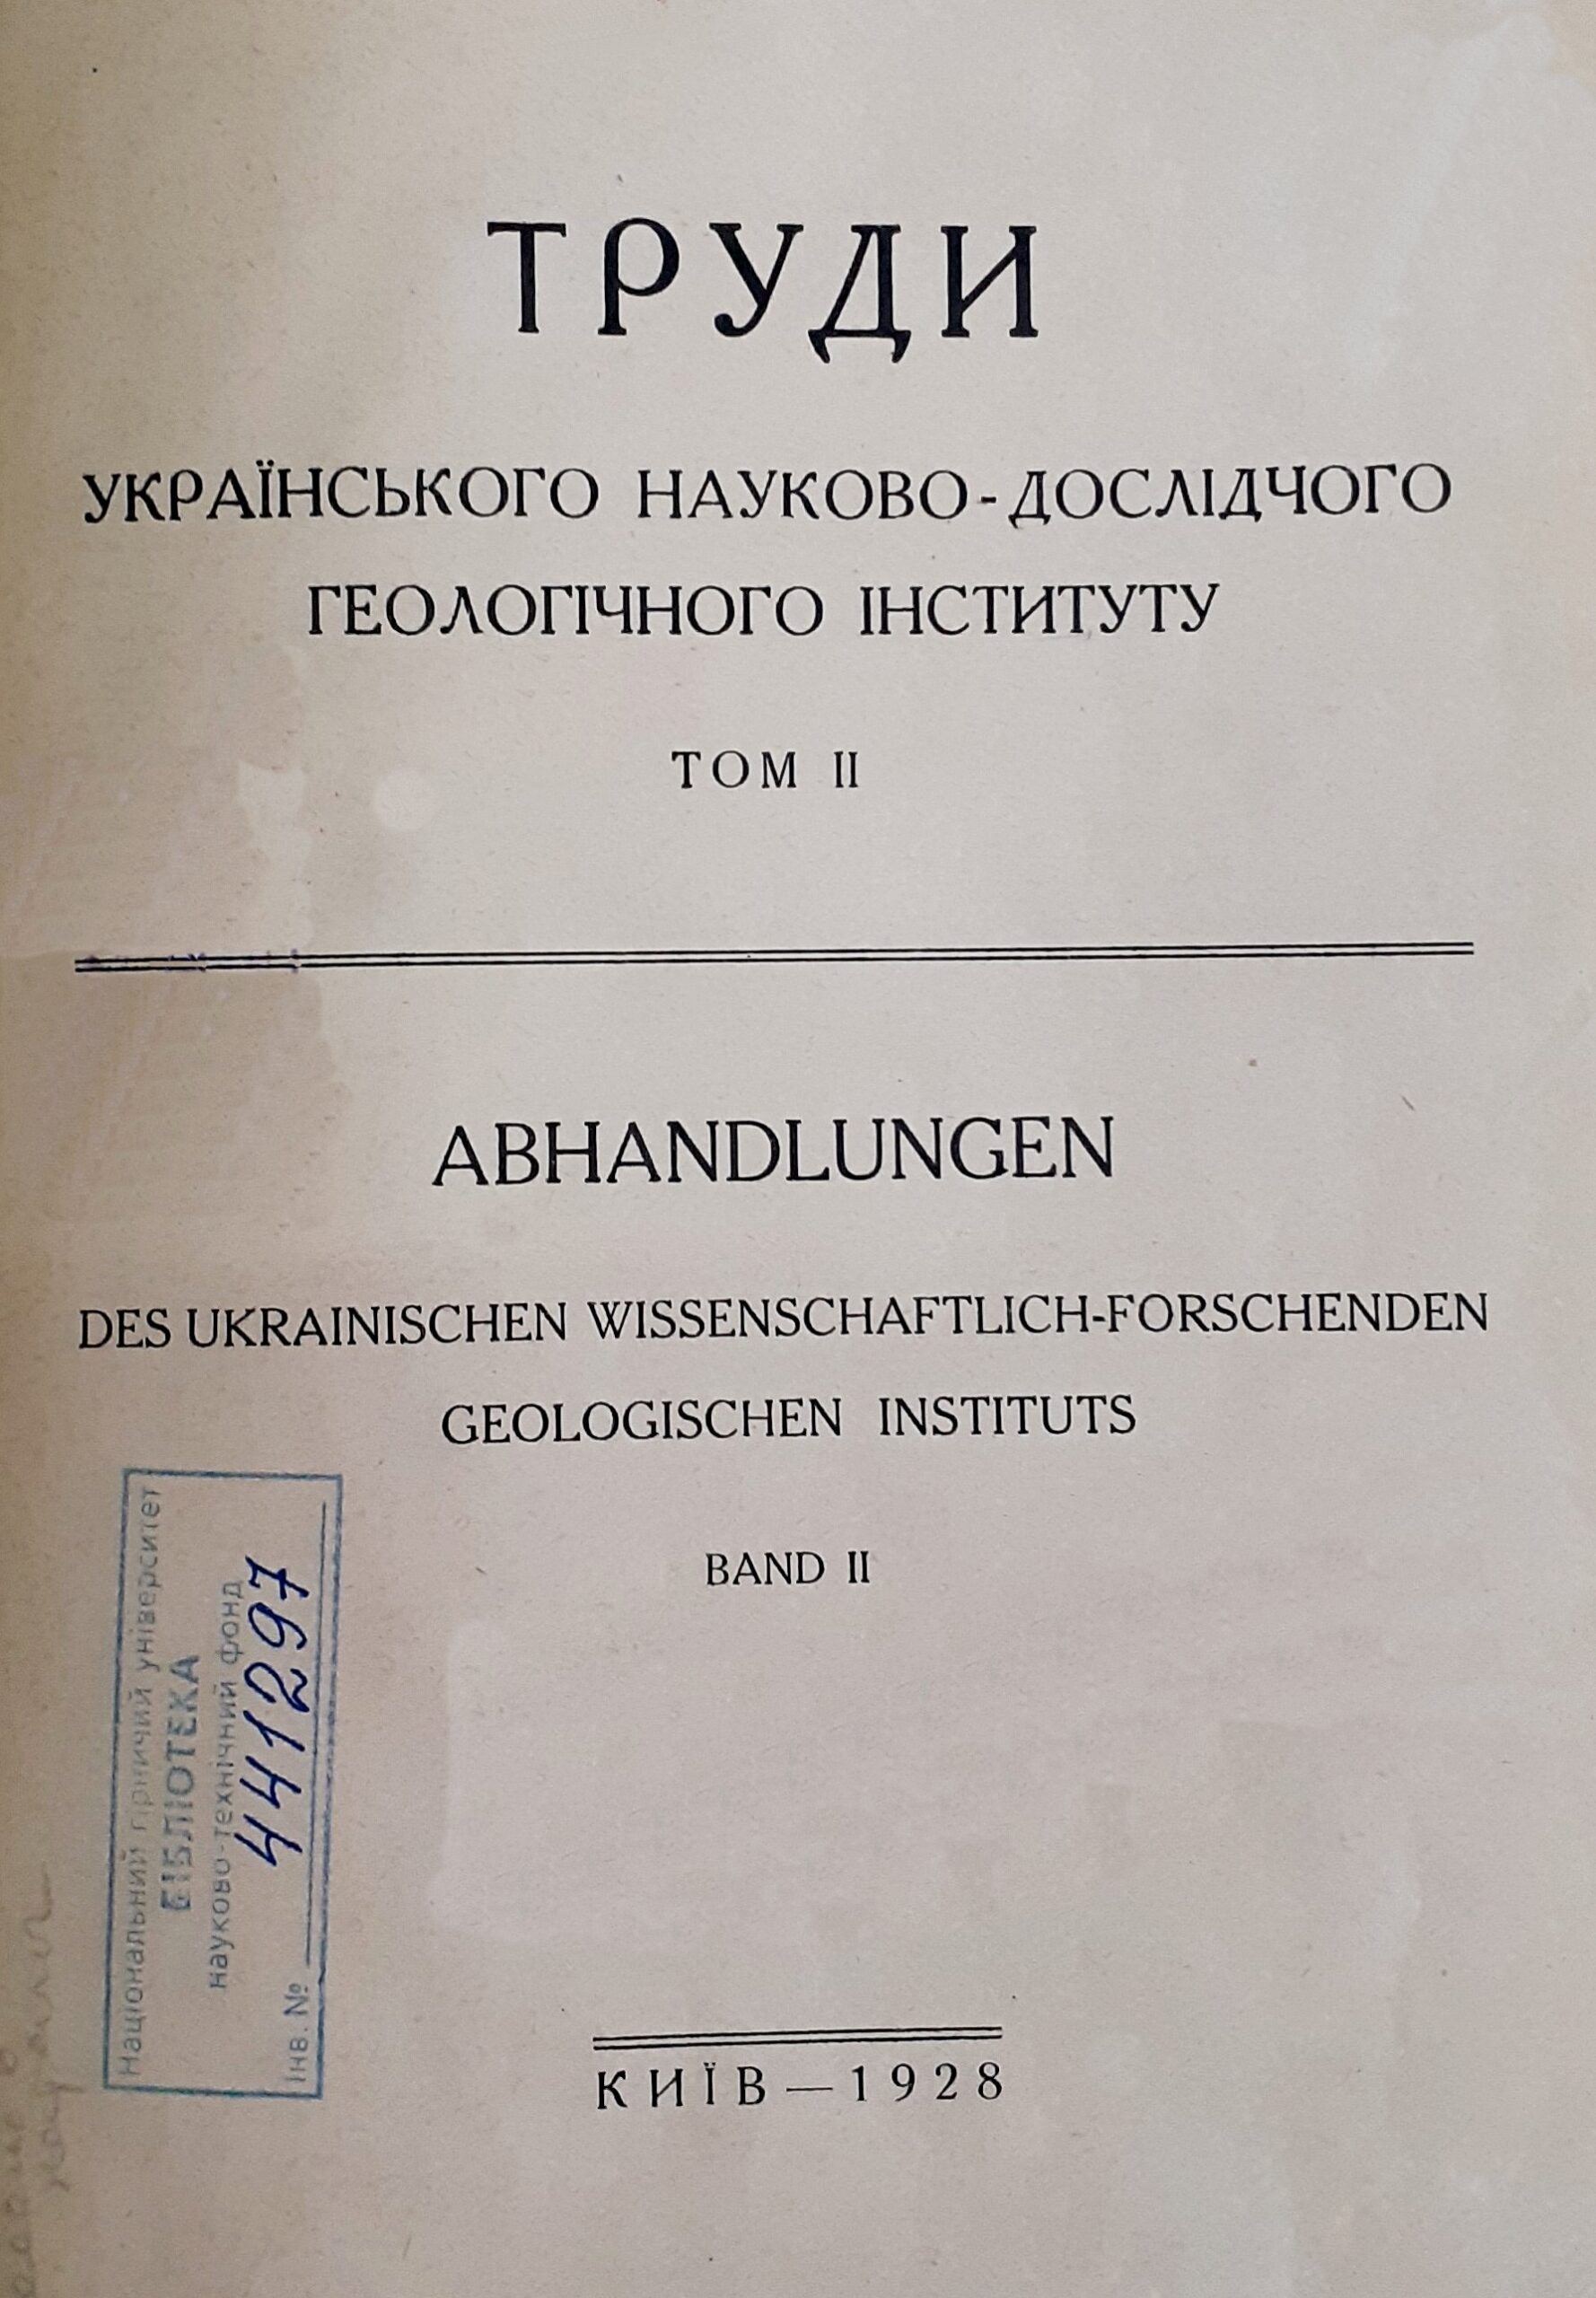 ТРУДИ
УКРАЇНСЬКОГО НАУКОВО-ДОСЛІДЧОГО
ГЕОЛОГІЧНОГО ІНСТИТУТУ
ТОМ II
ABHANDLUNGEN
DES UKRAINISCHEN WISSENSCHAFTLICH-FORSCHENDEN
GEOLOGISCHEN INSTITUTS
BAND II
Національний гірничий університет
БІБЛІОТЕКА
науково-технічний фонд
Інв. № 441297
КИЇВ — 1928